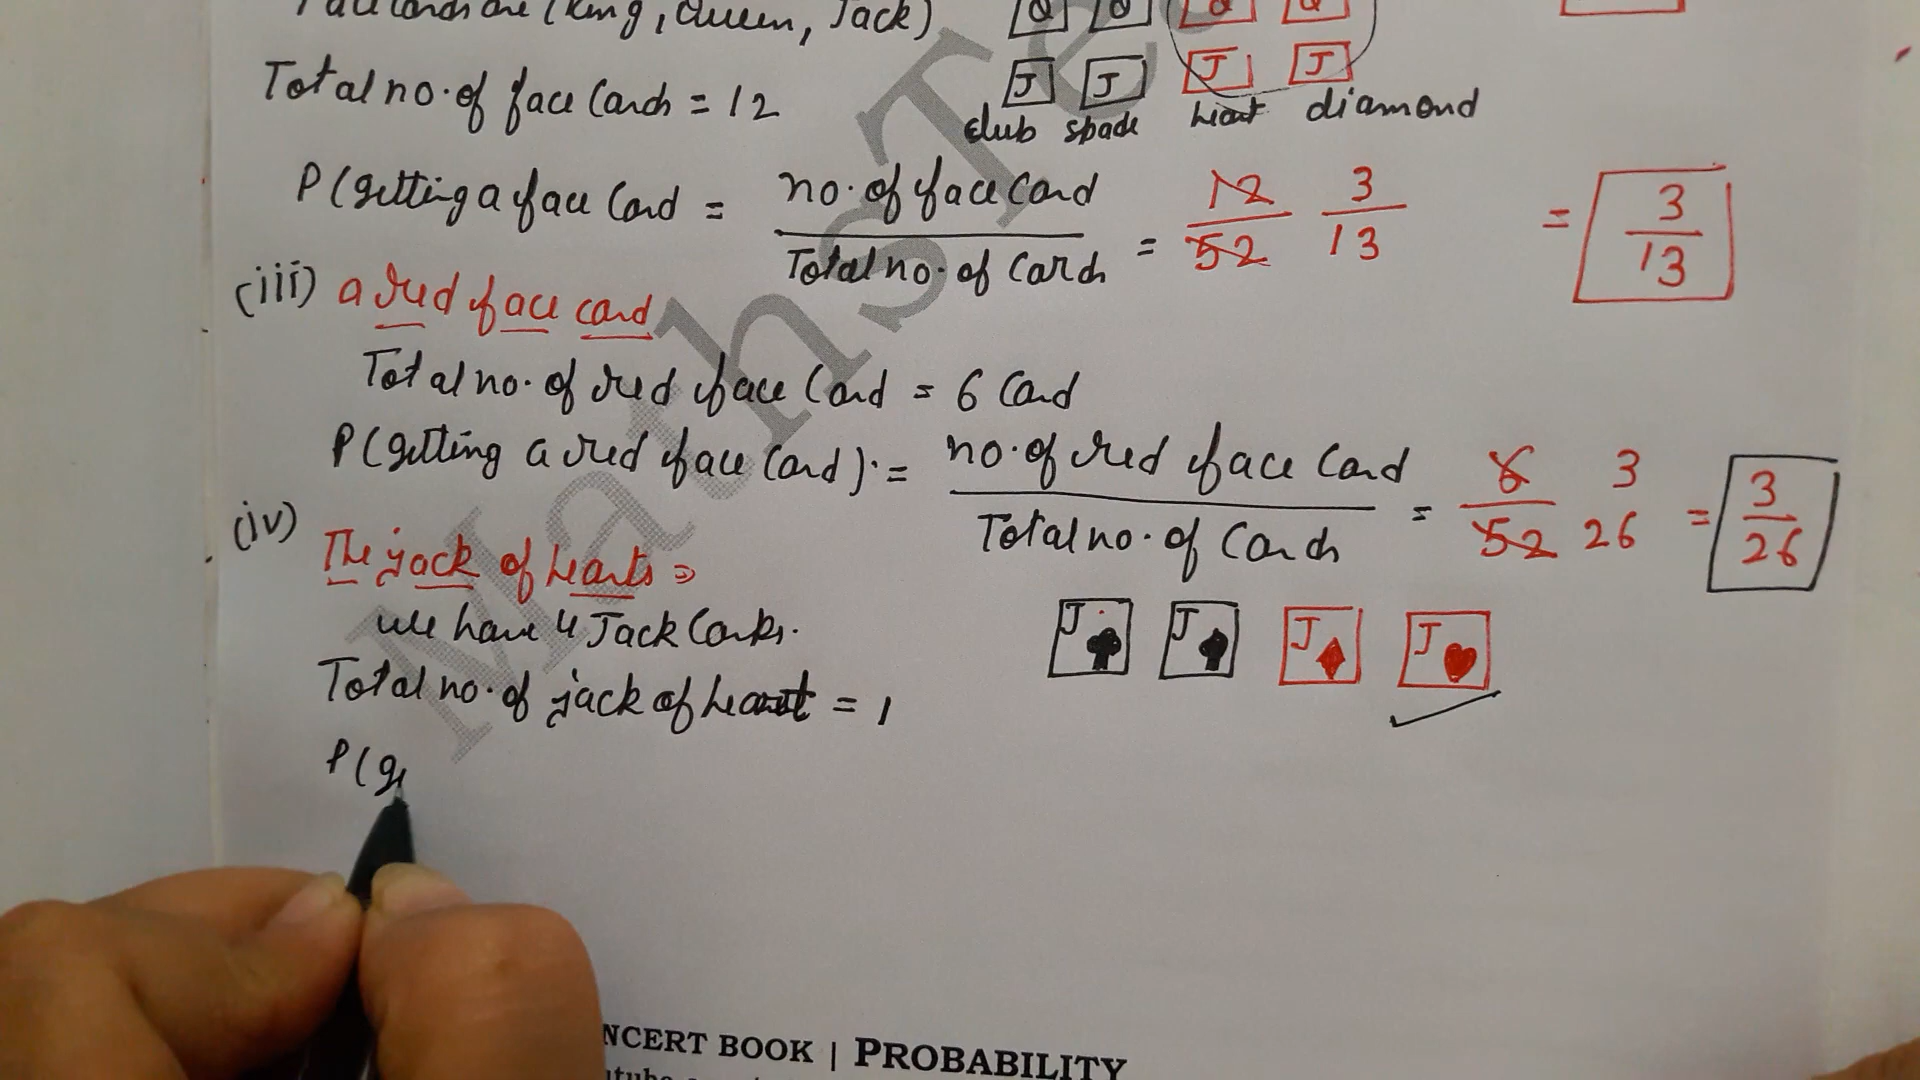 Face Cards are (King, Queen, Jack)
Q Q Q Q
Total no. of face Cards = 12
J J J J
club spade heart diamond
P(getting a face Card = no. of face Card / Total no. of Cards = 12/52 3/13 = 3/13
(iii) a red face card
Total no. of red face Card = 6 Card
P(getting a red face Card) = no. of red face Card / Total no. of Cards = 6/52 3 26 = 3/26
(iv) The jack of hearts ⇒
we have 4 Jack Cards.
J J J J
Total no. of jack of heart = 1
P(ge
MathsTe
NCERT BOOK | PROBABILITY